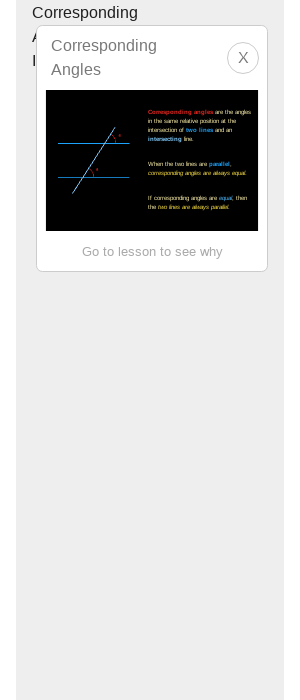 Corresponding
A
Corresponding
Angles
X
Corresponding angles are the angles
in the same relative position at the
intersection of two lines and an
intersecting line.
When the two lines are parallel,
corresponding angles are always equal.
If corresponding angles are equal, then
the two lines are always parallel.
Go to lesson to see why